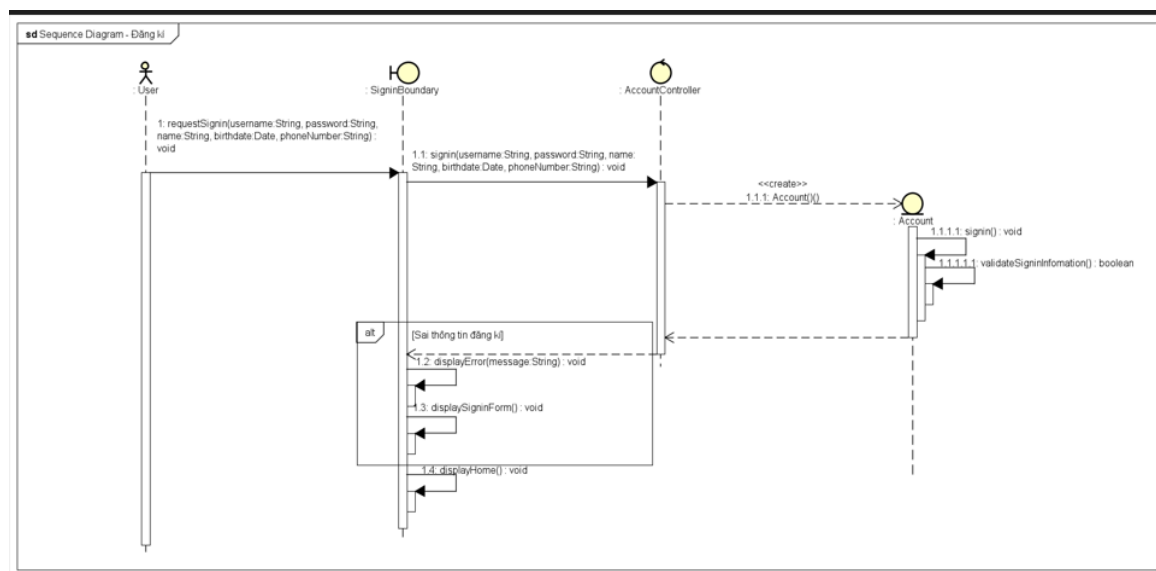 sd Sequence Diagram - Đăng kí
: User
: SigninBoundary
: AccountController
1: requestSignin(username:String, password:String,
name:String, birthdate:Date, phoneNumber:String) :
void
1.1: signin(username:String, password:String, name:
String, birthdate:Date, phoneNumber:String) : void
<<create>>
1.1.1: Account()()
: Account
1.1.1.1: signin() : void
1.1.1.1.1: validateSigninInfomation() : boolean
alt
[Sai thông tin đăng kí]
1.2: displayError(message:String) : void
1.3: displaySigninForm() : void
1.4: displayHome() : void